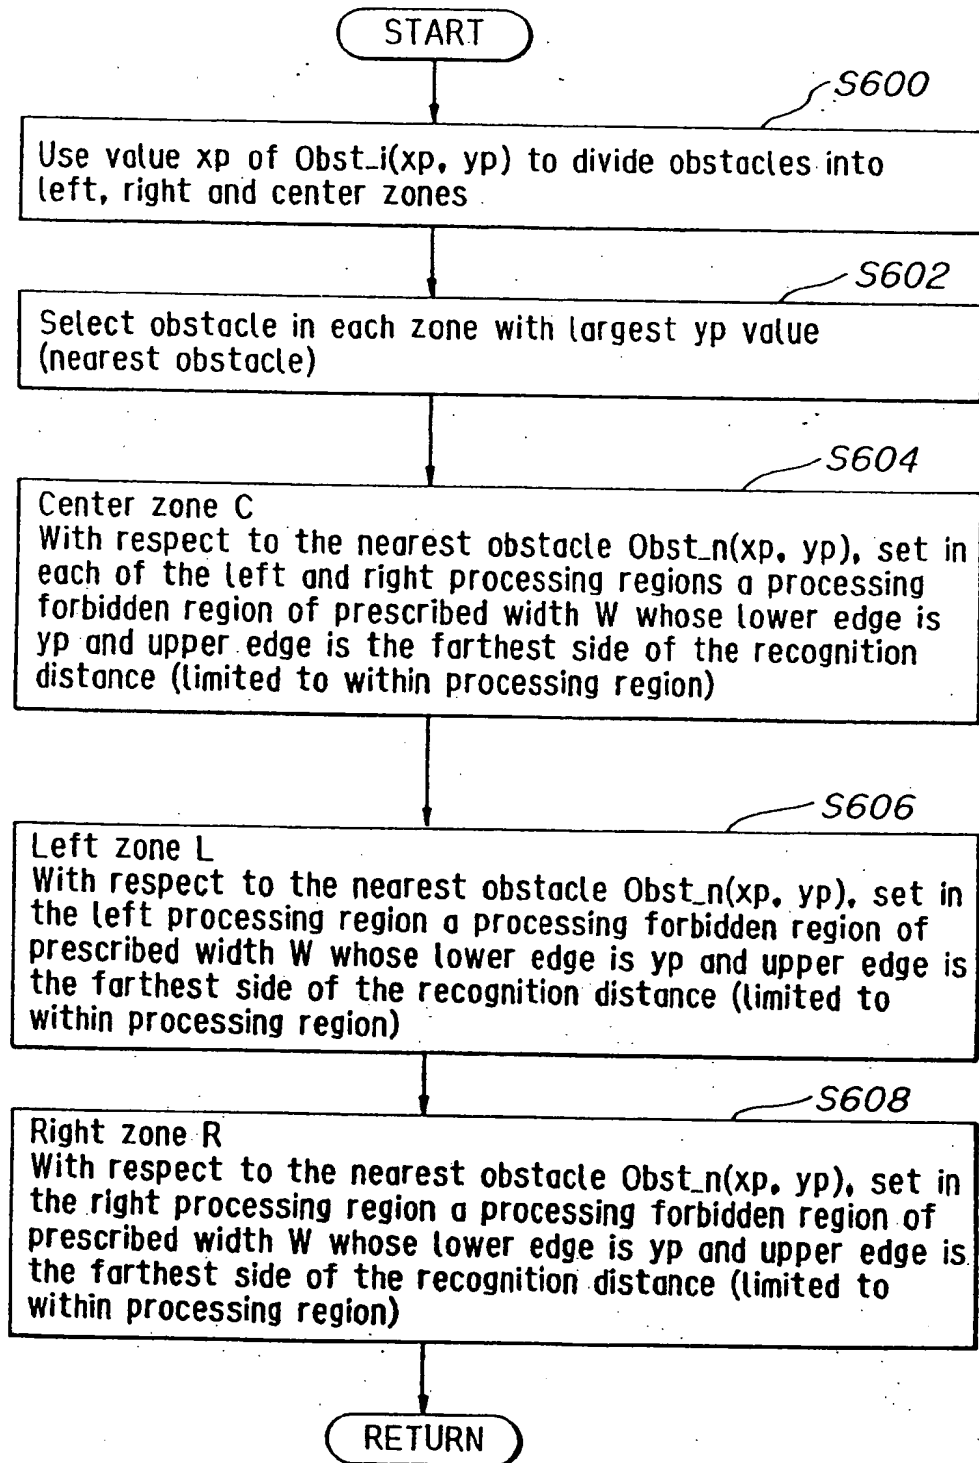 START
S600
Use value xp of Obst_i(xp, yp) to divide obstacles into
left, right and center zones
S602
Select obstacle in each zone with largest yp value
(nearest obstacle)
S604
Center zone C
With respect to the nearest obstacle Obst_n(xp, yp), set in
each of the left and right processing regions a processing
forbidden region of prescribed width W whose lower edge is
yp and upper edge is the farthest side of the recognition
distance (limited to within processing region)
S606
Left zone L
With respect to the nearest obstacle Obst_n(xp, yp), set in
the left processing region a processing forbidden region of
prescribed width W whose lower edge is yp and upper edge is
the farthest side of the recognition distance (limited to
within processing region)
S608
Right zone R
With respect to the nearest obstacle Obst_n(xp, yp), set in
the right processing region a processing forbidden region of
prescribed width W whose lower edge is yp and upper edge is
the farthest side of the recognition distance (limited to
within processing region)
RETURN